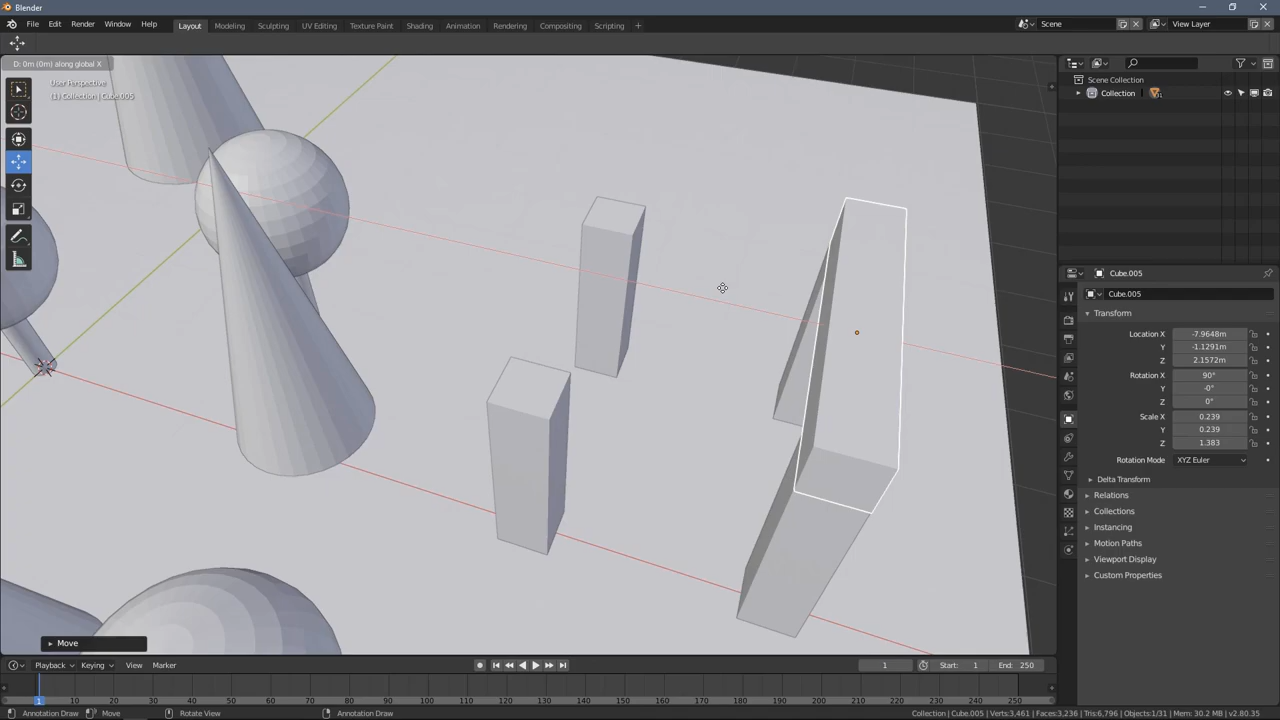 Blender
File Edit Render Window Help
Layout Modeling Sculpting UV Editing Texture Paint Shading Animation Rendering Compositing Scripting +
Scene
View Layer
D: 0m (0m) along global X
User Perspective
(1) Collection | Cube.005
Scene Collection
Collection
Cube.005
Cube.005
Transform
Location X -7.9648m
Y -1.1291m
Z 2.1572m
Rotation X 90°
Y -0°
Z 0°
Scale X 0.239
Y 0.239
Z 1.383
Rotation Mode XYZ Euler
Delta Transform
Relations
Collections
Instancing
Motion Paths
Viewport Display
Custom Properties
Move
Playback Keying View Marker
1 Start: 1 End: 250
1 10 20 30 40 50 60 70 80 90 100 110 120 130 140 150 160 170 180 190 200 210 220 230 240 250
Annotation Draw Move Rotate View Annotation Draw Collection | Cube.005 | Verts:3,461 | Faces:3,236 | Tris:6,796 | Objects:1/31 | Mem: 30.2 MB | v2.80.35